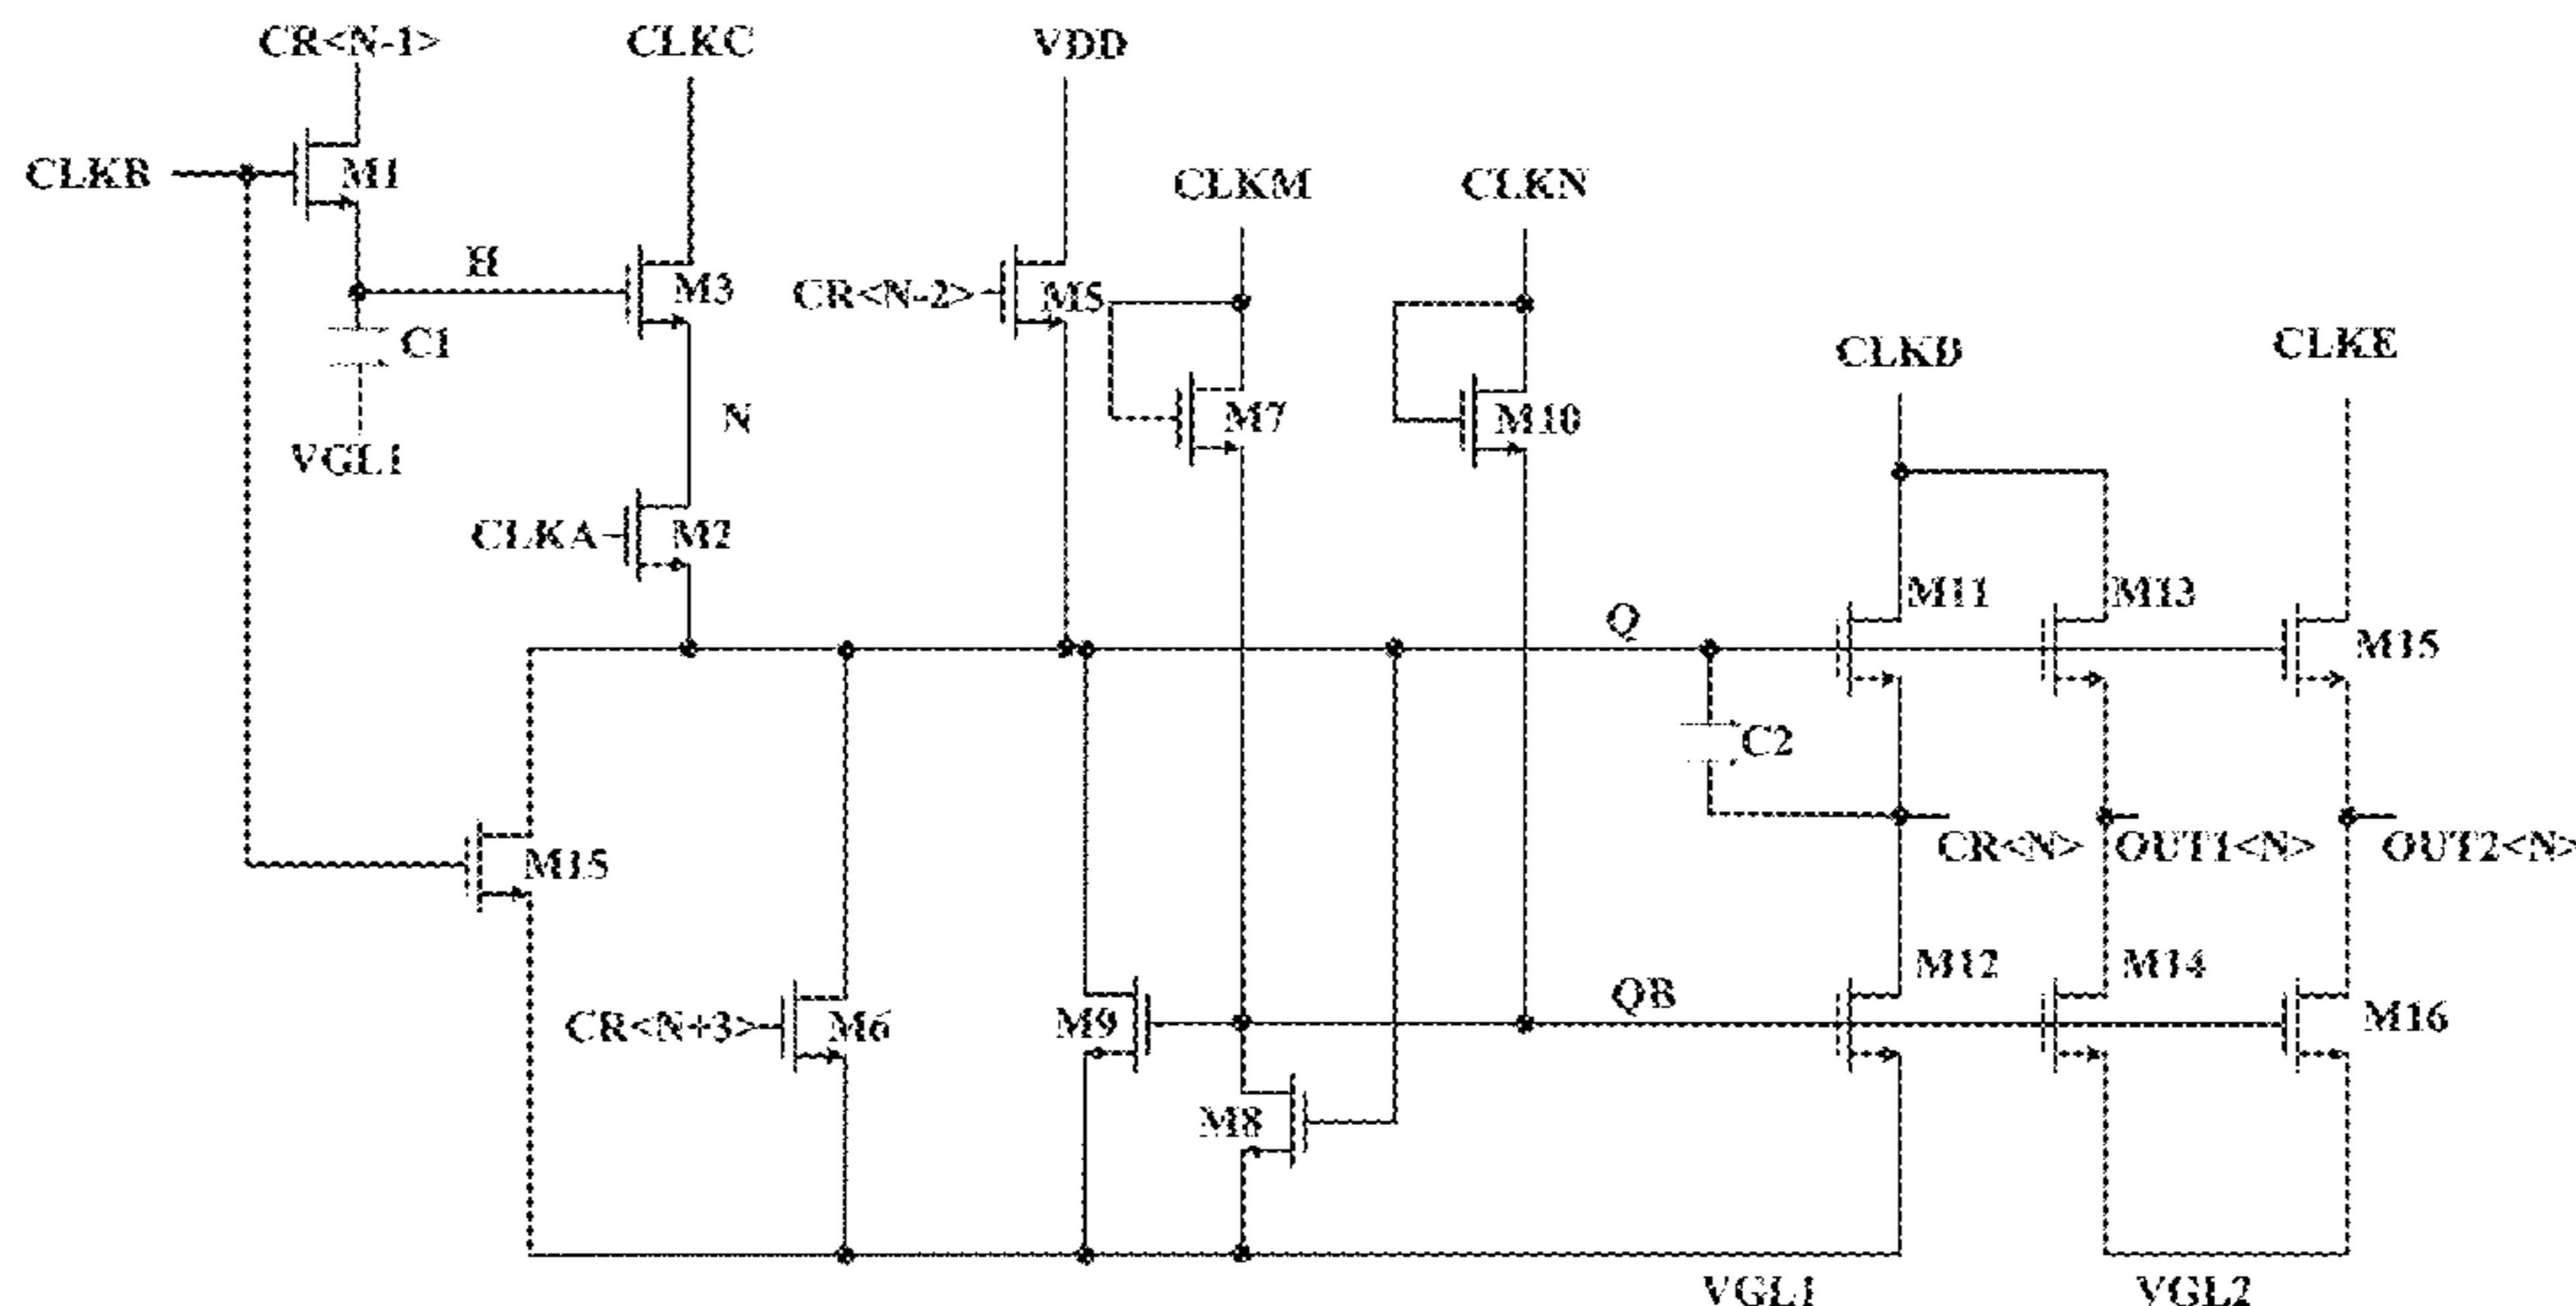 CR<N-1>
CLKC
VDD
CLKB
M1
CLKM
CLKN
H
M3
CR<N-2>
M5
C1
CLKD
CLKE
N
M7
M10
VGL1
CLKA
M2
M11
M13
Q
M15
C2
CR<N>
OUT1<N>
OUT2<N>
M15
M12
M14
QB
CR<N+3>
M6
M9
M16
M8
VGL1
VGL2